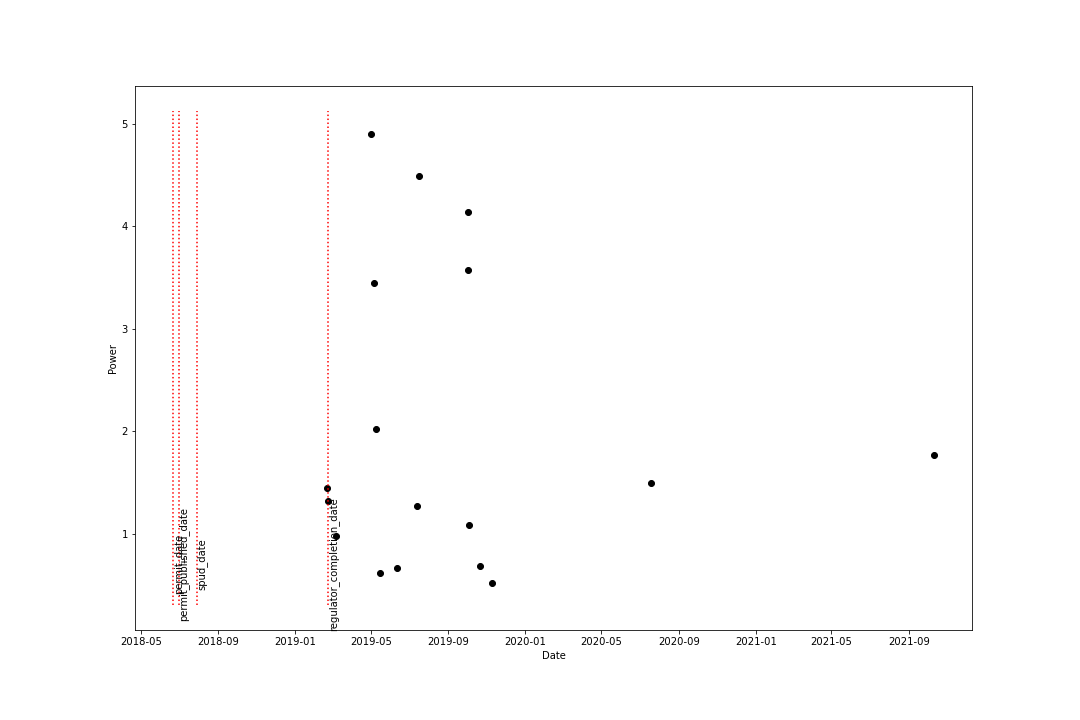 5
4
3
2
1
Power
permit_date
permit_published_date
spud_date
regulator_completion_date
2018-05
2018-09
2019-01
2019-05
2019-09
2020-01
2020-05
2020-09
2021-01
2021-05
2021-09
Date